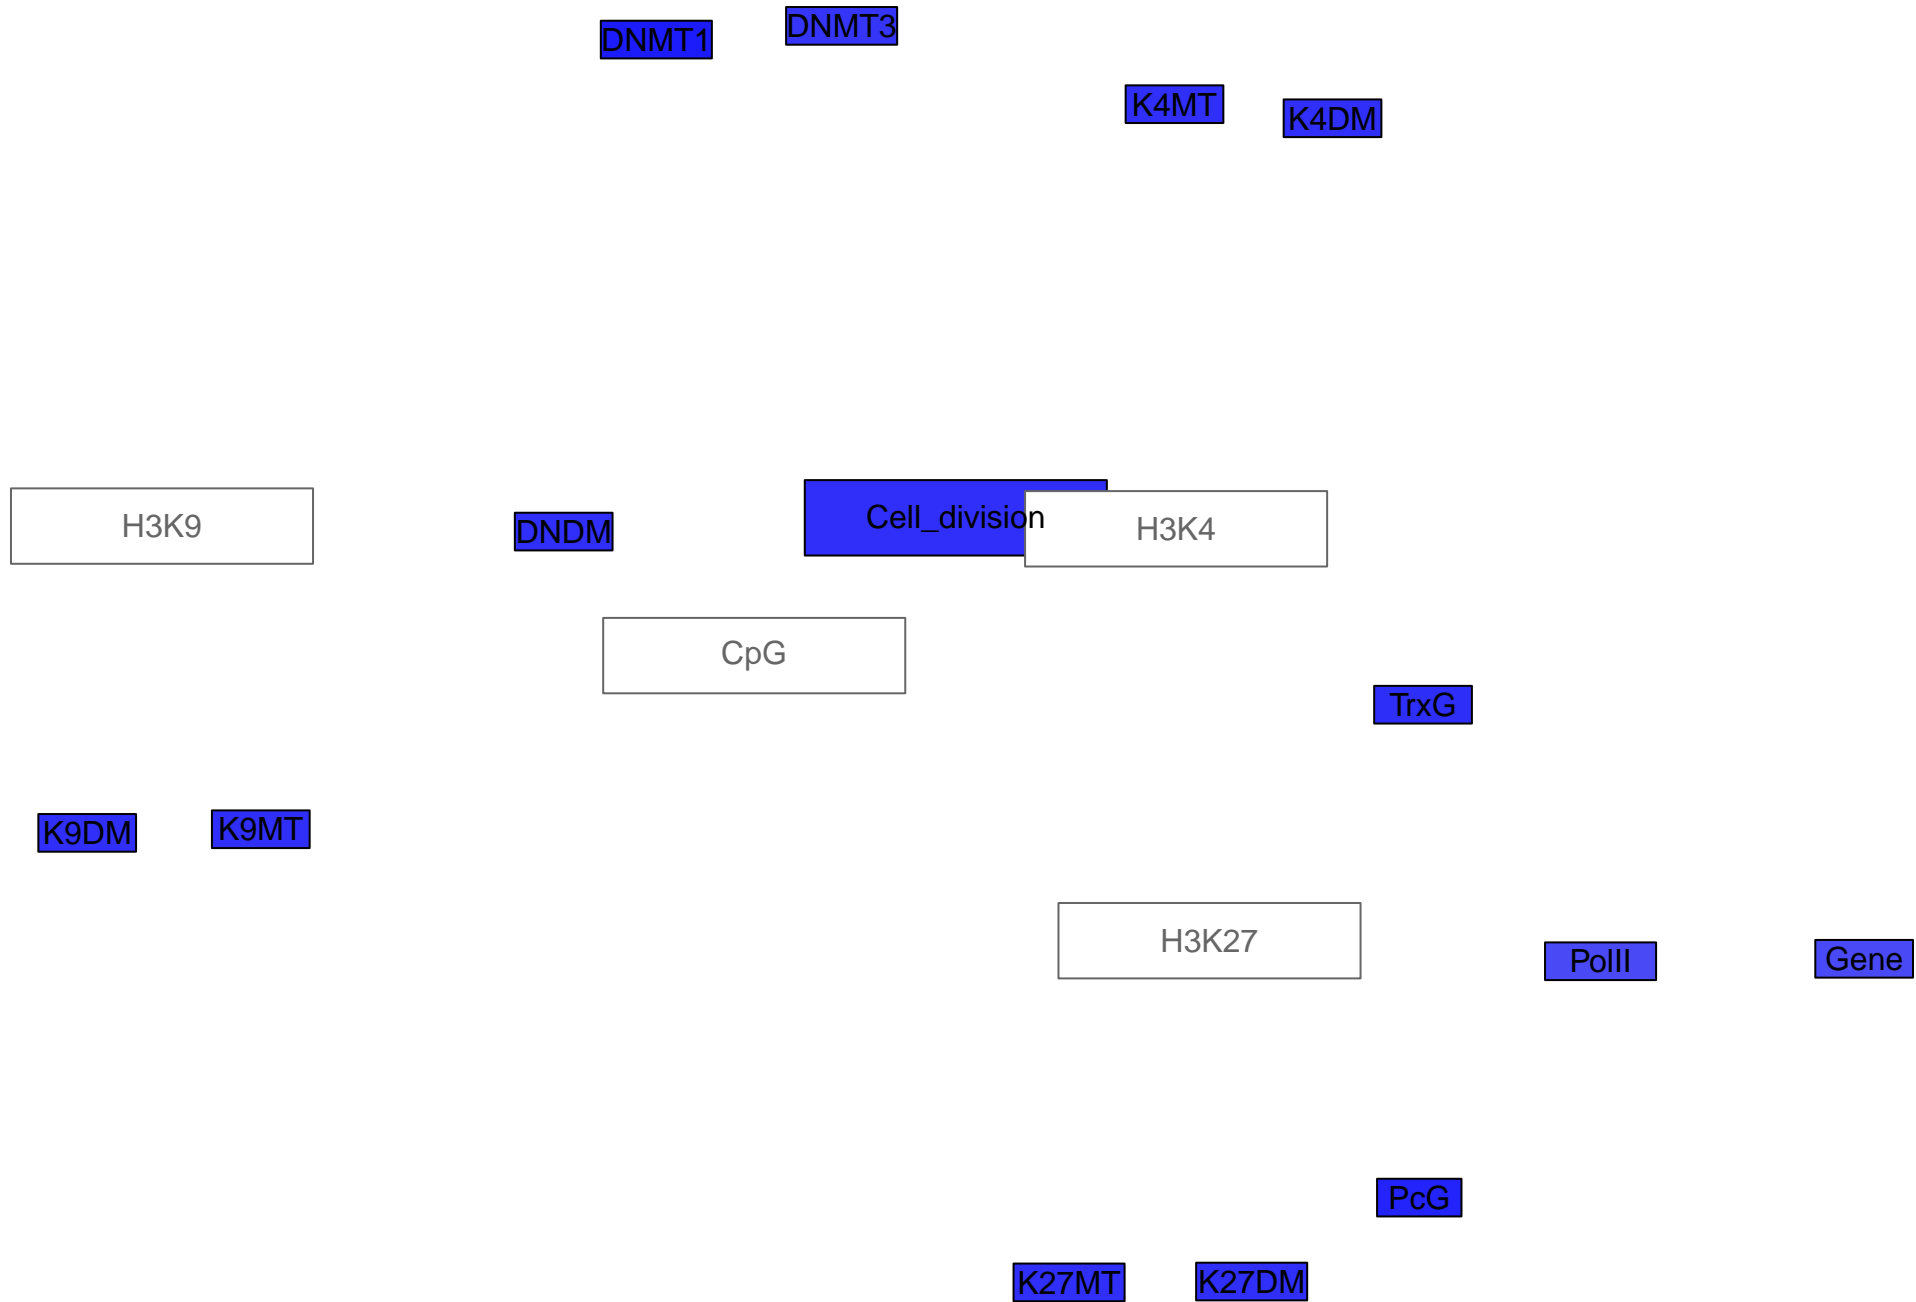 DNMT1
DNMT3
K4MT
K4DM
H3K9
DNDM
Cell_division
H3K4
CpG
TrxG
K9DM
K9MT
H3K27
PolII
Gene
PcG
K27MT
K27DM